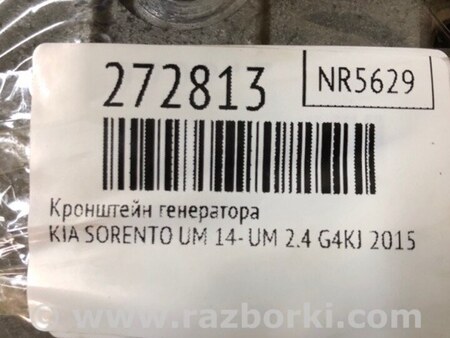 272813
NR5629
Кронштейн генератора
KIA SORENTO UM 14- UM 2.4 G4KJ 2015
www.razborki.com